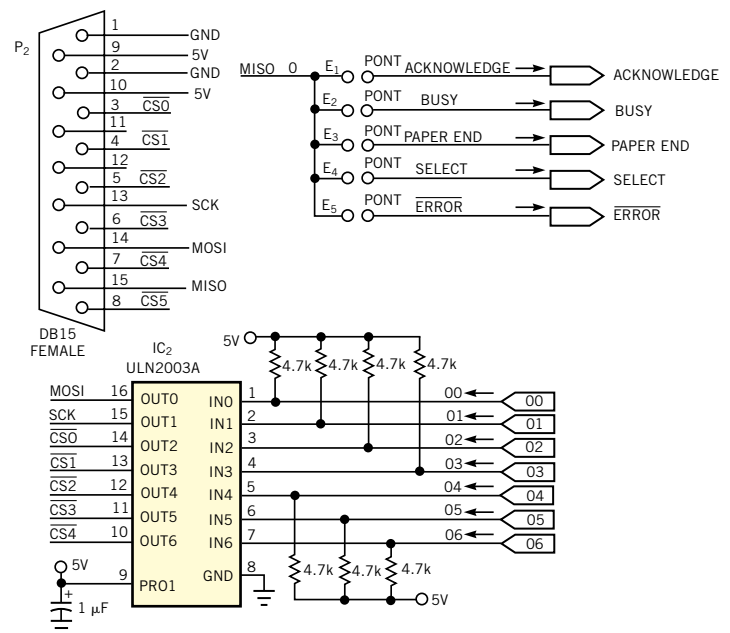 P2
1
GND
9
5V
2
GND
10
5V
3 CS0
11
4 CS1
12
5 CS2
13
SCK
6 CS3
14
MOSI
7 CS4
15
MISO
8 CS5
DB15
FEMALE
MISO 0
E1 PONT ACKNOWLEDGE ACKNOWLEDGE
E2 PONT BUSY BUSY
E3 PONT PAPER END PAPER END
E4 PONT SELECT SELECT
E5 PONT ERROR ERROR
IC2
ULN2003A
5V
4.7k 4.7k 4.7k 4.7k
MOSI 16 OUT0 IN0 1 00 00
SCK 15 OUT1 IN1 2 01 01
CS0 14 OUT2 IN2 3 02 02
CS1 13 OUT3 IN3 4 03 03
CS2 12 OUT4 IN4 5 04 04
CS3 11 OUT5 IN5 6 05 05
CS4 10 OUT6 IN6 7 06 06
5V
9 PRO1 GND 8
4.7k 4.7k 4.7k
+
1 μF
5V